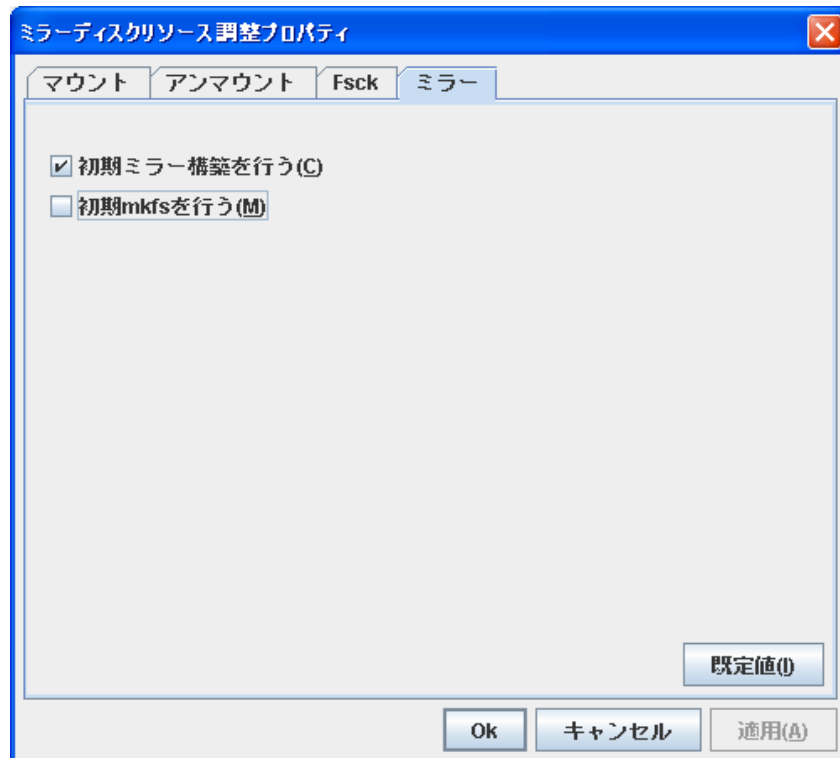 ミラーディスクリソース調整プロパティ
マウント アンマウント Fsck ミラー
初期ミラー構築を行う(C)
初期mkfsを行う(M)
既定値(I)
Ok キャンセル 適用(A)